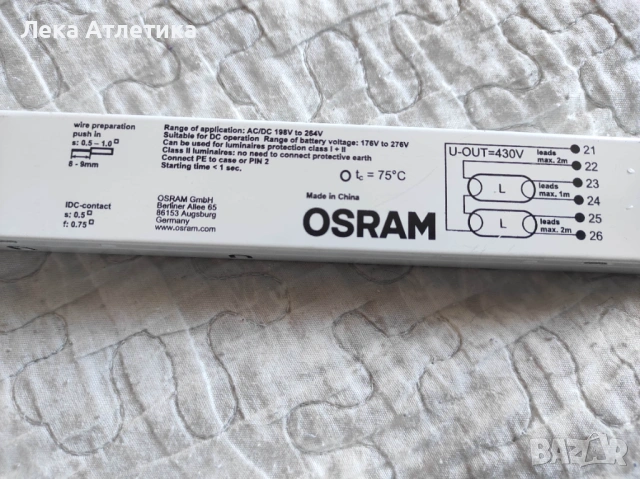 Лека Атлетика
wire preparation
push in
s: 0,5 – 1.0
8 - 9mm
IDC-contact
s: 0.5
f: 0.75
Range of application: AC/DC 198V to 264V
Suitable for DC operation Range of battery voltage: 176V to 276V
Can be used for luminaires protection class I + II
Class II luminaires: no need to connect protective earth
Connect PE to case or PIN 2
Starting time < 1 sec.
tc = 75°C
OSRAM GmbH
Berliner Allee 65
86153 Augsburg
Germany
www.osram.com
Made in China
OSRAM
U-OUT=430V
leads
max. 2m
21
22
L
leads
max. 1m
23
24
L
leads
max. 2m
25
26
BAZAR